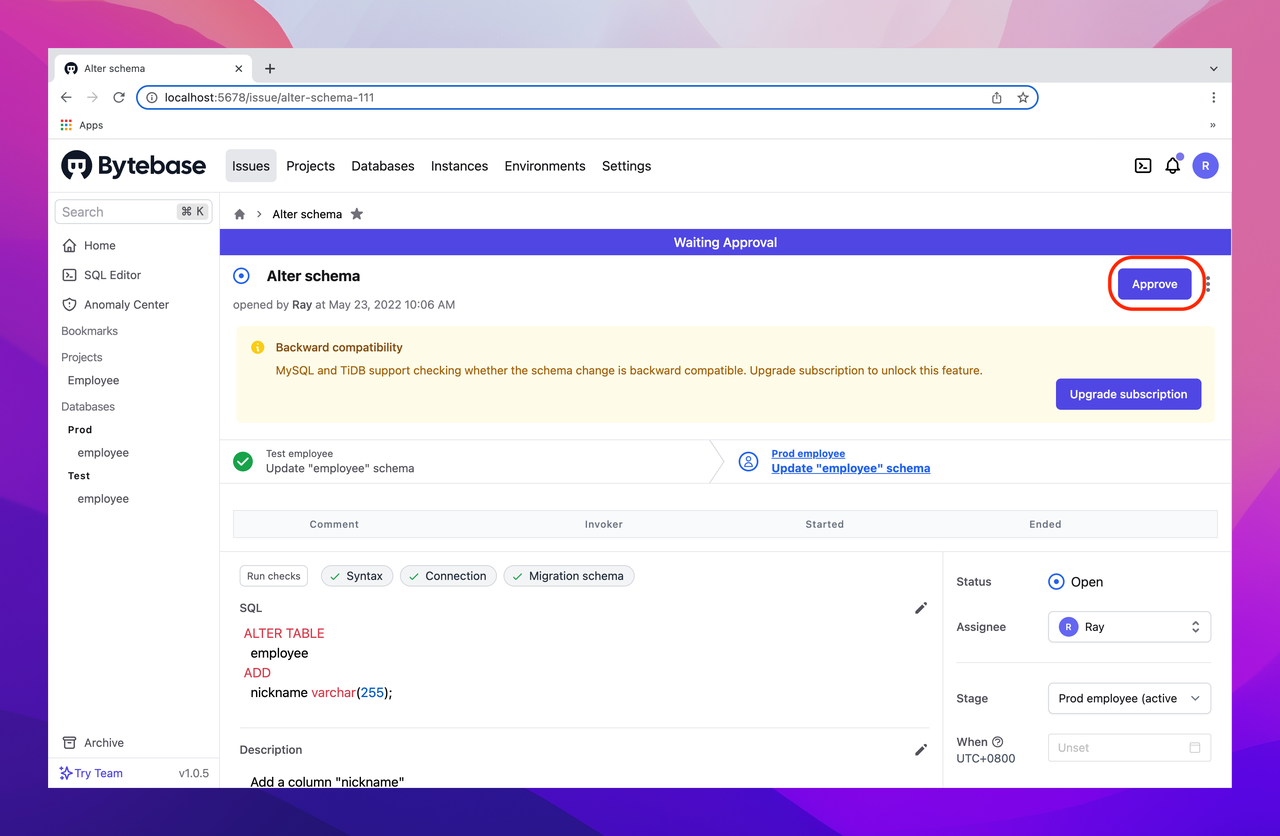 Alter schema
localhost:5678/issue/alter-schema-111
Apps
»
Bytebase
Issues
Projects
Databases
Instances
Environments
Settings
R
Search
⌘ K
Home
SQL Editor
Anomaly Center
Bookmarks
Projects
Employee
Databases
Prod
employee
Test
employee
Archive
Try Team
v1.0.5
Alter schema
Waiting Approval
Alter schema
opened by Ray at May 23, 2022 10:06 AM
Approve
Backward compatibility
MySQL and TiDB support checking whether the schema change is backward compatible. Upgrade subscription to unlock this feature.
Upgrade subscription
Test employee
Update "employee" schema
Prod employee
Update "employee" schema
Comment
Invoker
Started
Ended
Run checks
Syntax
Connection
Migration schema
SQL
ALTER TABLE
employee
ADD
nickname varchar(255);
Description
Add a column "nickname"
Status
Open
Assignee
R
Ray
Stage
Prod employee (active
When
UTC+0800
Unset